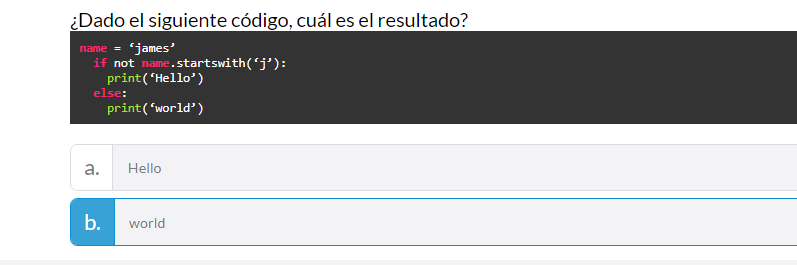 ¿Dado el siguiente código, cuál es el resultado?
name = ‘james’
if not name.startswith(‘j’):
print(‘Hello’)
else:
print(‘world’)
a. Hello
b. world